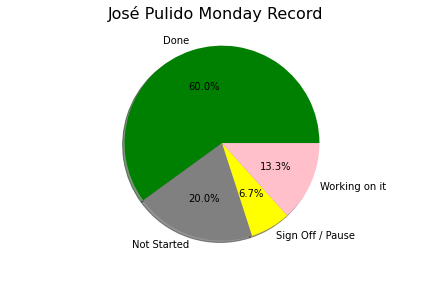 José Pulido Monday Record
Done
60.0%
13.3%
Working on it
20.0%
6.7%
Not Started
Sign Off / Pause